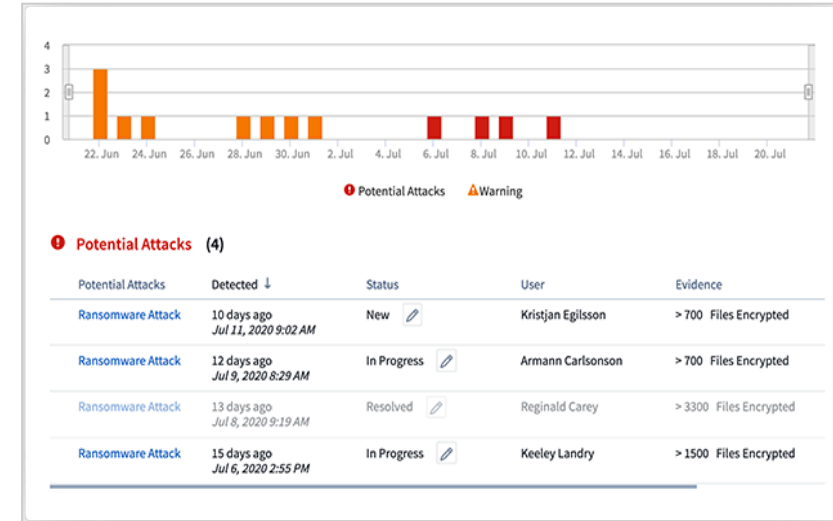 4
3
2
1
0
22. Jun 24. Jun 26. Jun 28. Jun 30. Jun 2. Jul 4. Jul 6. Jul 8. Jul 10. Jul 12. Jul 14. Jul 16. Jul 18. Jul 20. Jul
Potential Attacks Warning
Potential Attacks (4)
Potential Attacks Detected ↓ Status User Evidence
Ransomware Attack 10 days ago New Kristjan Egilsson > 700 Files Encrypted
Jul 11, 2020 9:02 AM
Ransomware Attack 12 days ago In Progress Armann Carlsonson > 700 Files Encrypted
Jul 9, 2020 8:29 AM
Ransomware Attack 13 days ago Resolved Reginald Carey > 3300 Files Encrypted
Jul 8, 2020 9:19 AM
Ransomware Attack 15 days ago In Progress Keeley Landry > 1500 Files Encrypted
Jul 6, 2020 2:55 PM